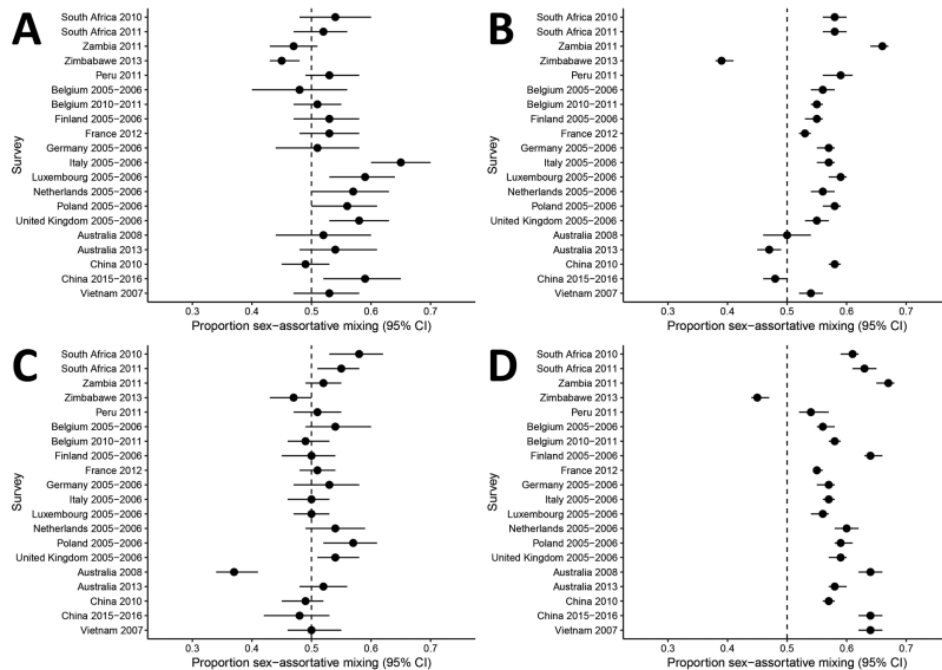 A
South Africa 2010
South Africa 2011
Zambia 2011
Zimbabawe 2013
Peru 2011
Belgium 2005−2006
Belgium 2010−2011
Finland 2005−2006
France 2012
Germany 2005−2006
Italy 2005−2006
Luxembourg 2005−2006
Netherlands 2005−2006
Poland 2005−2006
United Kingdom 2005−2006
Australia 2008
Australia 2013
China 2010
China 2015−2016
Vietnam 2007
Survey
0.3 0.4 0.5 0.6 0.7
Proportion sex−assortative mixing (95% CI)
B
South Africa 2010
South Africa 2011
Zambia 2011
Zimbabawe 2013
Peru 2011
Belgium 2005−2006
Belgium 2010−2011
Finland 2005−2006
France 2012
Germany 2005−2006
Italy 2005−2006
Luxembourg 2005−2006
Netherlands 2005−2006
Poland 2005−2006
United Kingdom 2005−2006
Australia 2008
Australia 2013
China 2010
China 2015−2016
Vietnam 2007
Survey
0.3 0.4 0.5 0.6 0.7
Proportion sex−assortative mixing (95% CI)
C
South Africa 2010
South Africa 2011
Zambia 2011
Zimbabawe 2013
Peru 2011
Belgium 2005−2006
Belgium 2010−2011
Finland 2005−2006
France 2012
Germany 2005−2006
Italy 2005−2006
Luxembourg 2005−2006
Netherlands 2005−2006
Poland 2005−2006
United Kingdom 2005−2006
Australia 2008
Australia 2013
China 2010
China 2015−2016
Vietnam 2007
Survey
0.3 0.4 0.5 0.6 0.7
Proportion sex−assortative mixing (95% CI)
D
South Africa 2010
South Africa 2011
Zambia 2011
Zimbabawe 2013
Peru 2011
Belgium 2005−2006
Belgium 2010−2011
Finland 2005−2006
France 2012
Germany 2005−2006
Italy 2005−2006
Luxembourg 2005−2006
Netherlands 2005−2006
Poland 2005−2006
United Kingdom 2005−2006
Australia 2008
Australia 2013
China 2010
China 2015−2016
Vietnam 2007
Survey
0.3 0.4 0.5 0.6 0.7
Proportion sex−assortative mixing (95% CI)